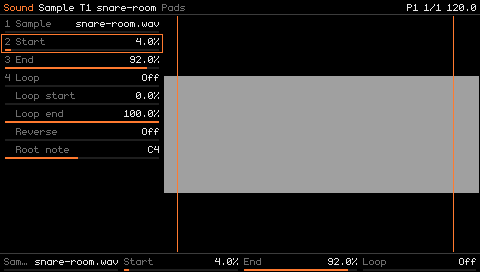 Sound Sample T1 snare-room Pads P1 1/1 120.0
1 Sample snare-room.wav
2 Start 4.0%
3 End 92.0%
4 Loop Off
Loop start 0.0%
Loop end 100.0%
Reverse Off
Root note C4
Sam… snare-room.wav Start 4.0% End 92.0% Loop Off